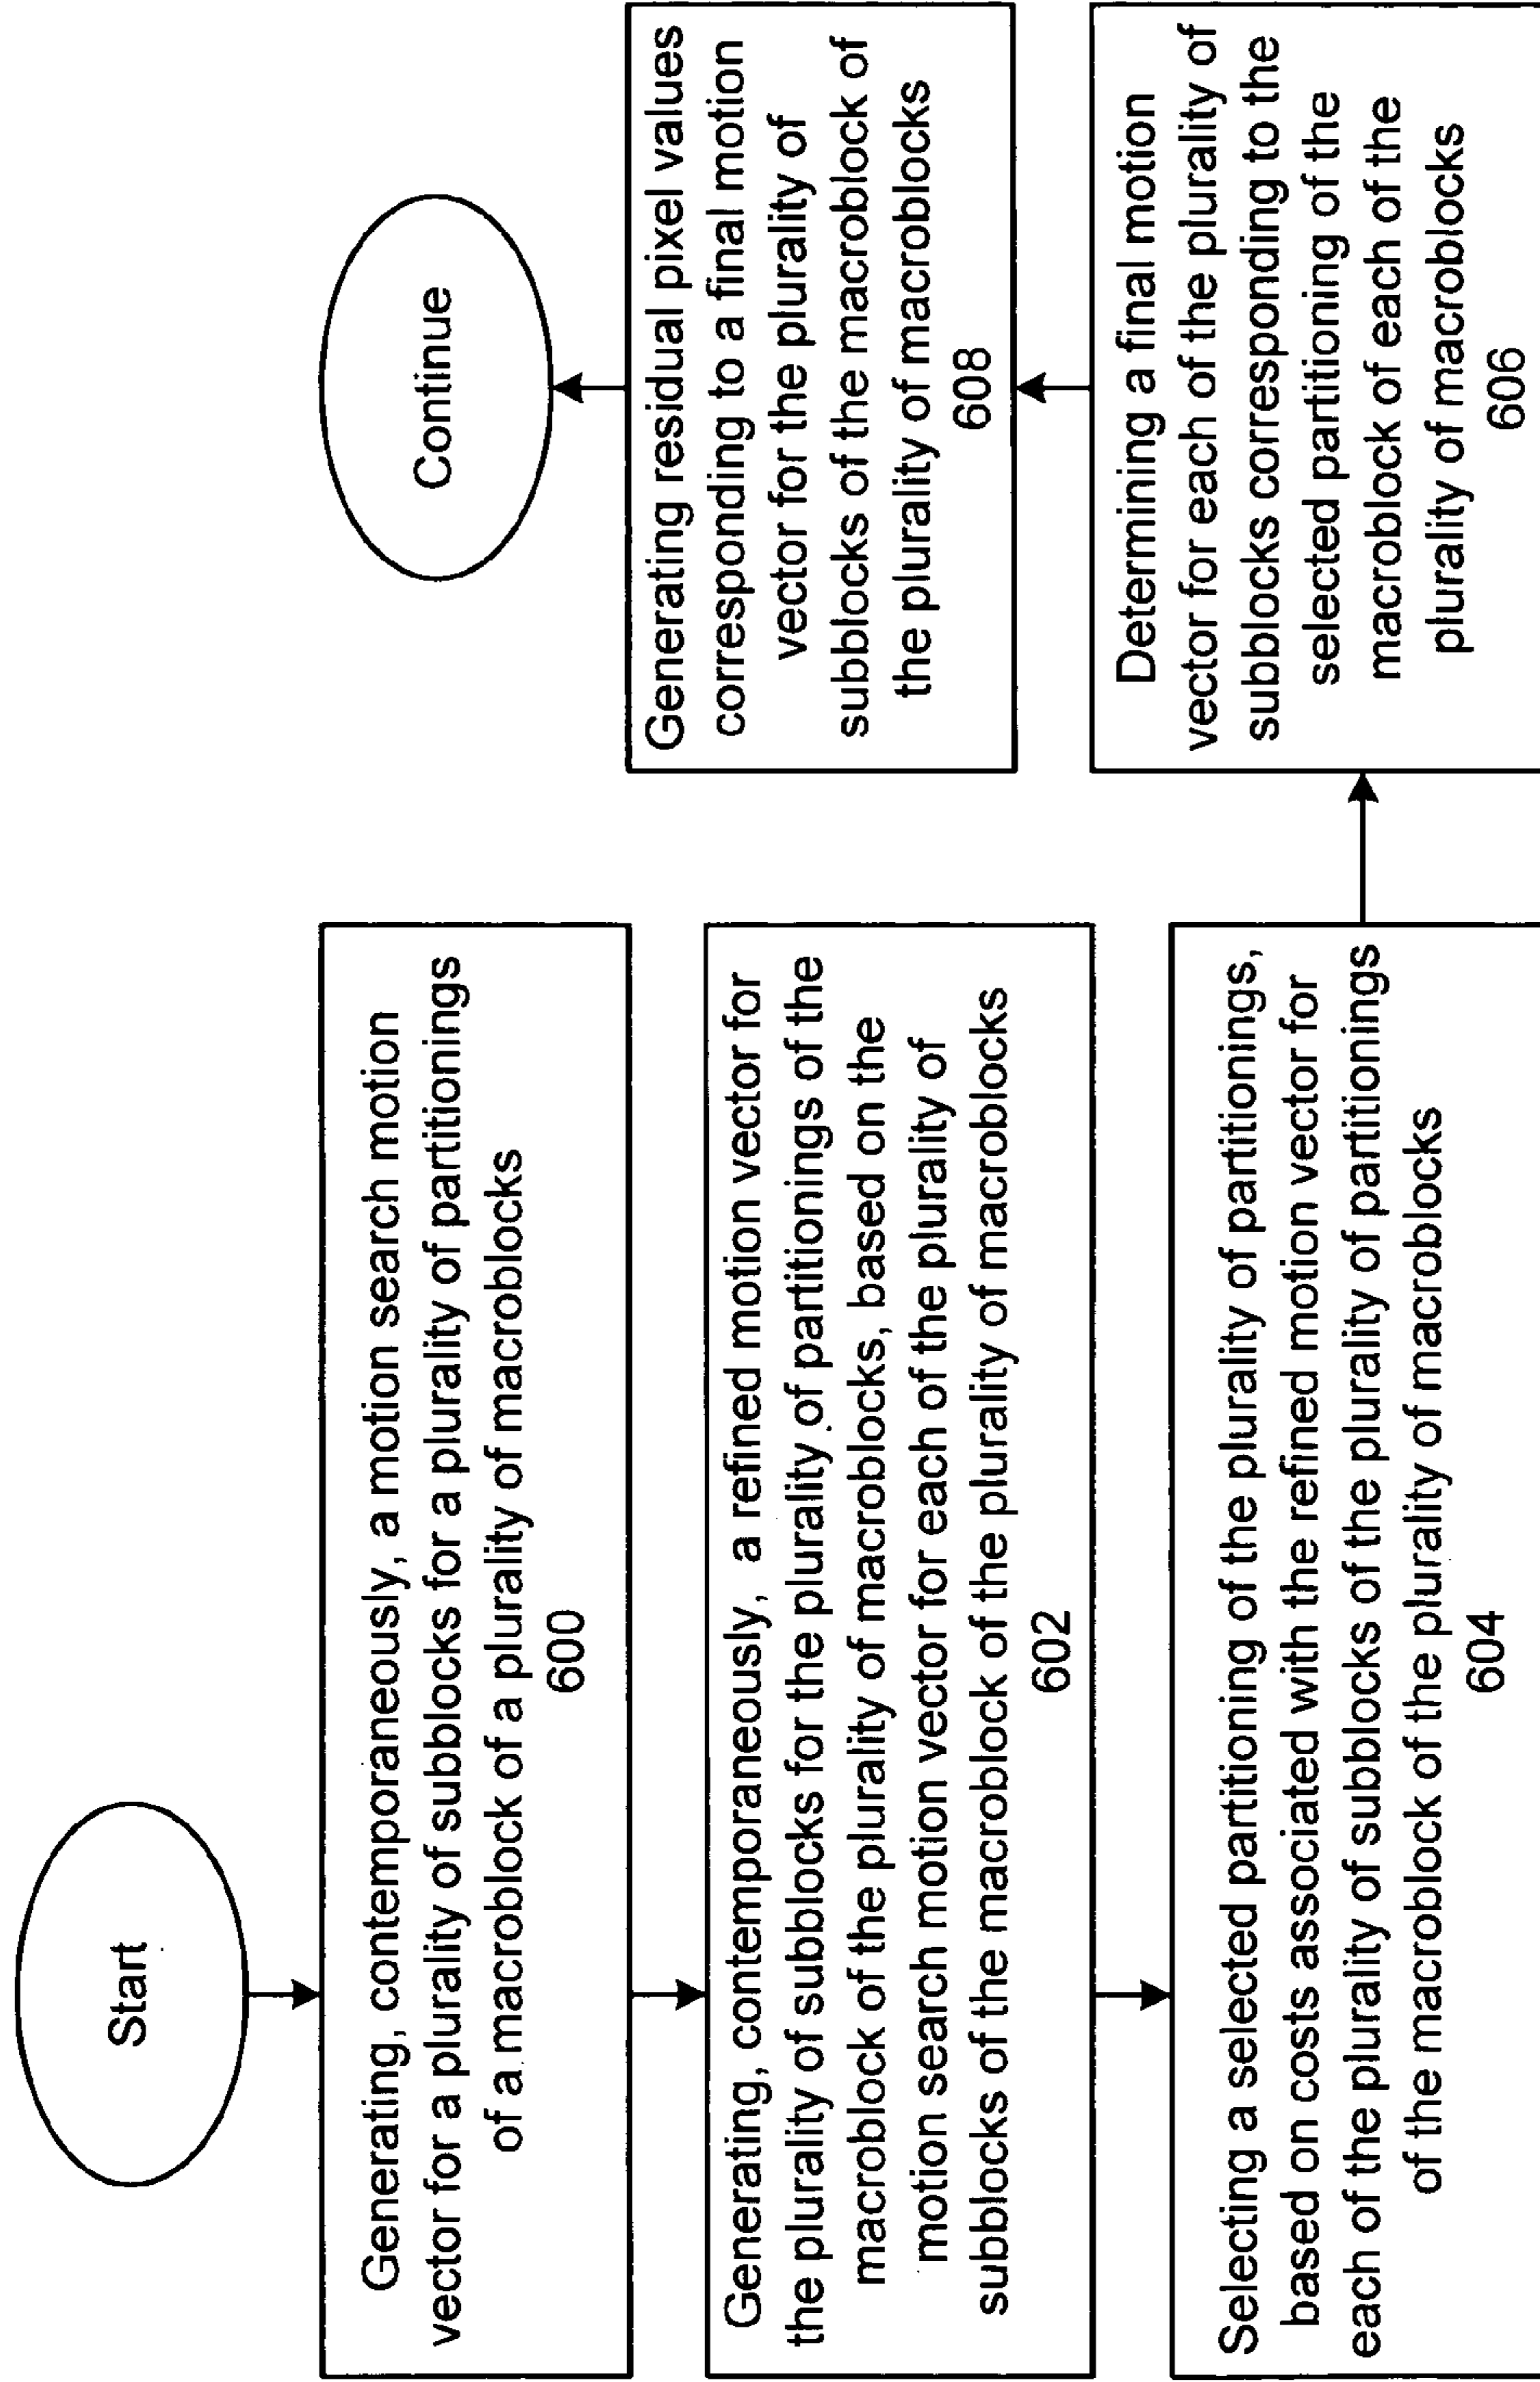 Start
Generating, contemporaneously, a motion search motion
vector for a plurality of subblocks for a plurality of partitionings
of a macroblock of a plurality of macroblocks
600
Generating, contemporaneously, a refined motion vector for
the plurality of subblocks for the plurality of partitionings of the
macroblock of the plurality of macroblocks, based on the
motion search motion vector for each of the plurality of
subblocks of the macroblock of the plurality of macroblocks
602
Selecting a selected partitioning of the plurality of partitionings,
based on costs associated with the refined motion vector for
each of the plurality of subblocks of the plurality of partitionings
of the macroblock of the plurality of macroblocks
604
Determining a final motion
vector for each of the plurality of
subblocks corresponding to the
selected partitioning of the
macroblock of each of the
plurality of macroblocks
606
Generating residual pixel values
corresponding to a final motion
vector for the plurality of
subblocks of the macroblock of
the plurality of macroblocks
608
Continue